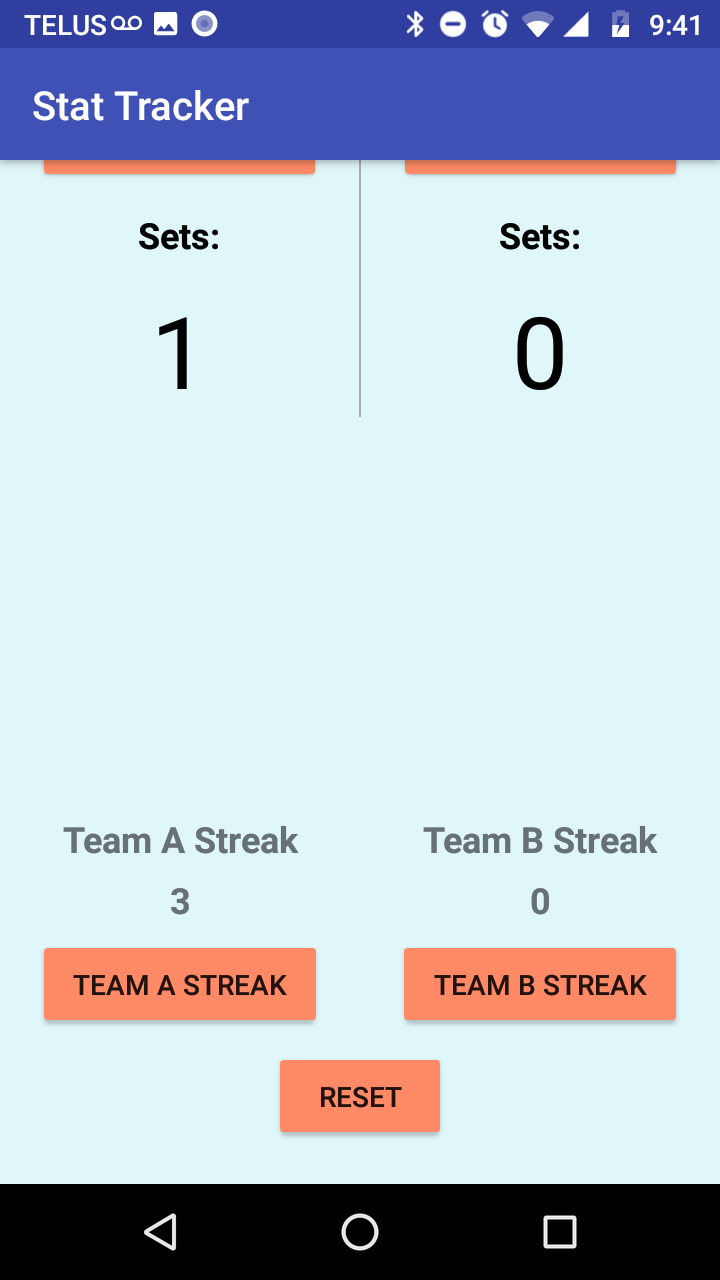 TELUS 9:41
Stat Tracker
Sets: Sets:
1 0
Team A Streak Team B Streak
3 0
TEAM A STREAK TEAM B STREAK
RESET